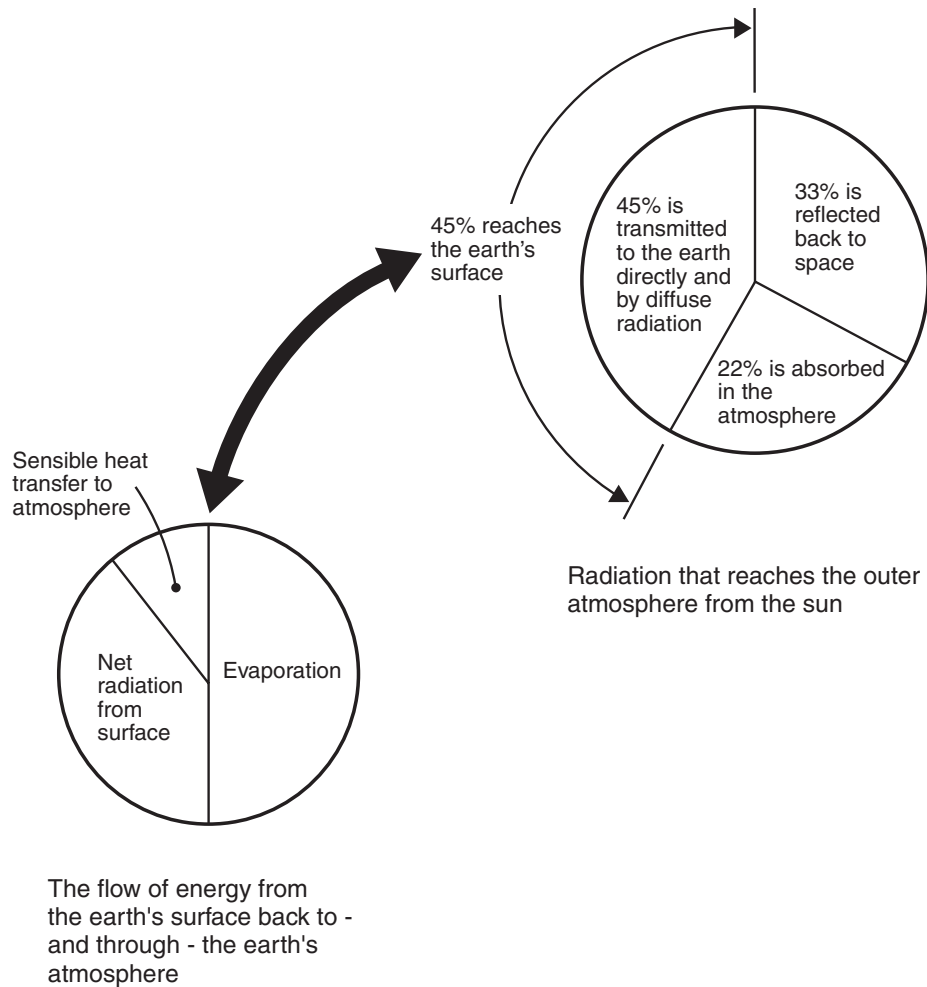 45% reaches
the earth's
surface
45% is
transmitted
to the earth
directly and
by diffuse
radiation
33% is
reflected
back to
space
22% is absorbed
in the
atmosphere
Sensible heat
transfer to
atmosphere
Radiation that reaches the outer
atmosphere from the sun
Net
radiation
from
surface
Evaporation
The flow of energy from
the earth's surface back to -
and through - the earth's
atmosphere